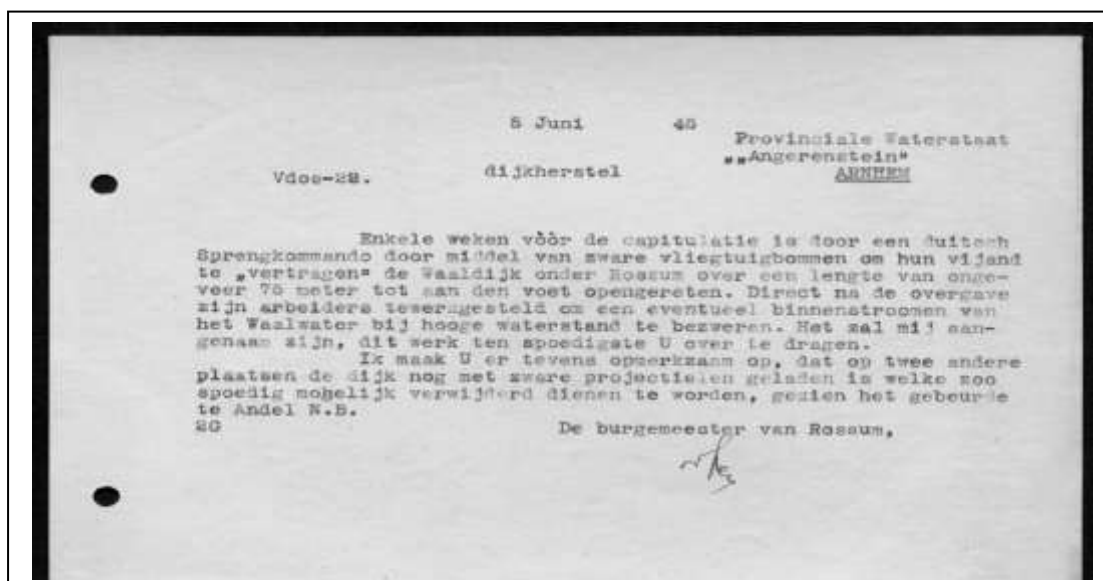 5 Juni 45
Provinciale Waterstaat
„„Angerenstein"
Vdos-22. dijkherstel ARNHEM
Enkele weken vòòr de capitulatie is door een duitsch
Sprengkommando door middel van zware vliegtuigbommen om hun vijand
te „vertragen" de Waaldijk onder Rossum over een lengte van onge-
veer 75 meter tot aan den voet opengereten. Direct na de overgave
zijn arbeiders tewerkgesteld om een eventueel binnenstroomen van
het Waalwater bij hooge waterstand te bezweren. Het zal mij aan-
genaam zijn, dit werk ten spoedigste U over te dragen.
Ik maak U er tevens opmerkzaam op, dat op twee andere
plaatsen de dijk nog met zware projectielen geladen is welke zoo
spoedig mogelijk verwijderd dienen te worden, gezien het gebeurde
te Andel N.B.
20 De burgemeester van Rossum,